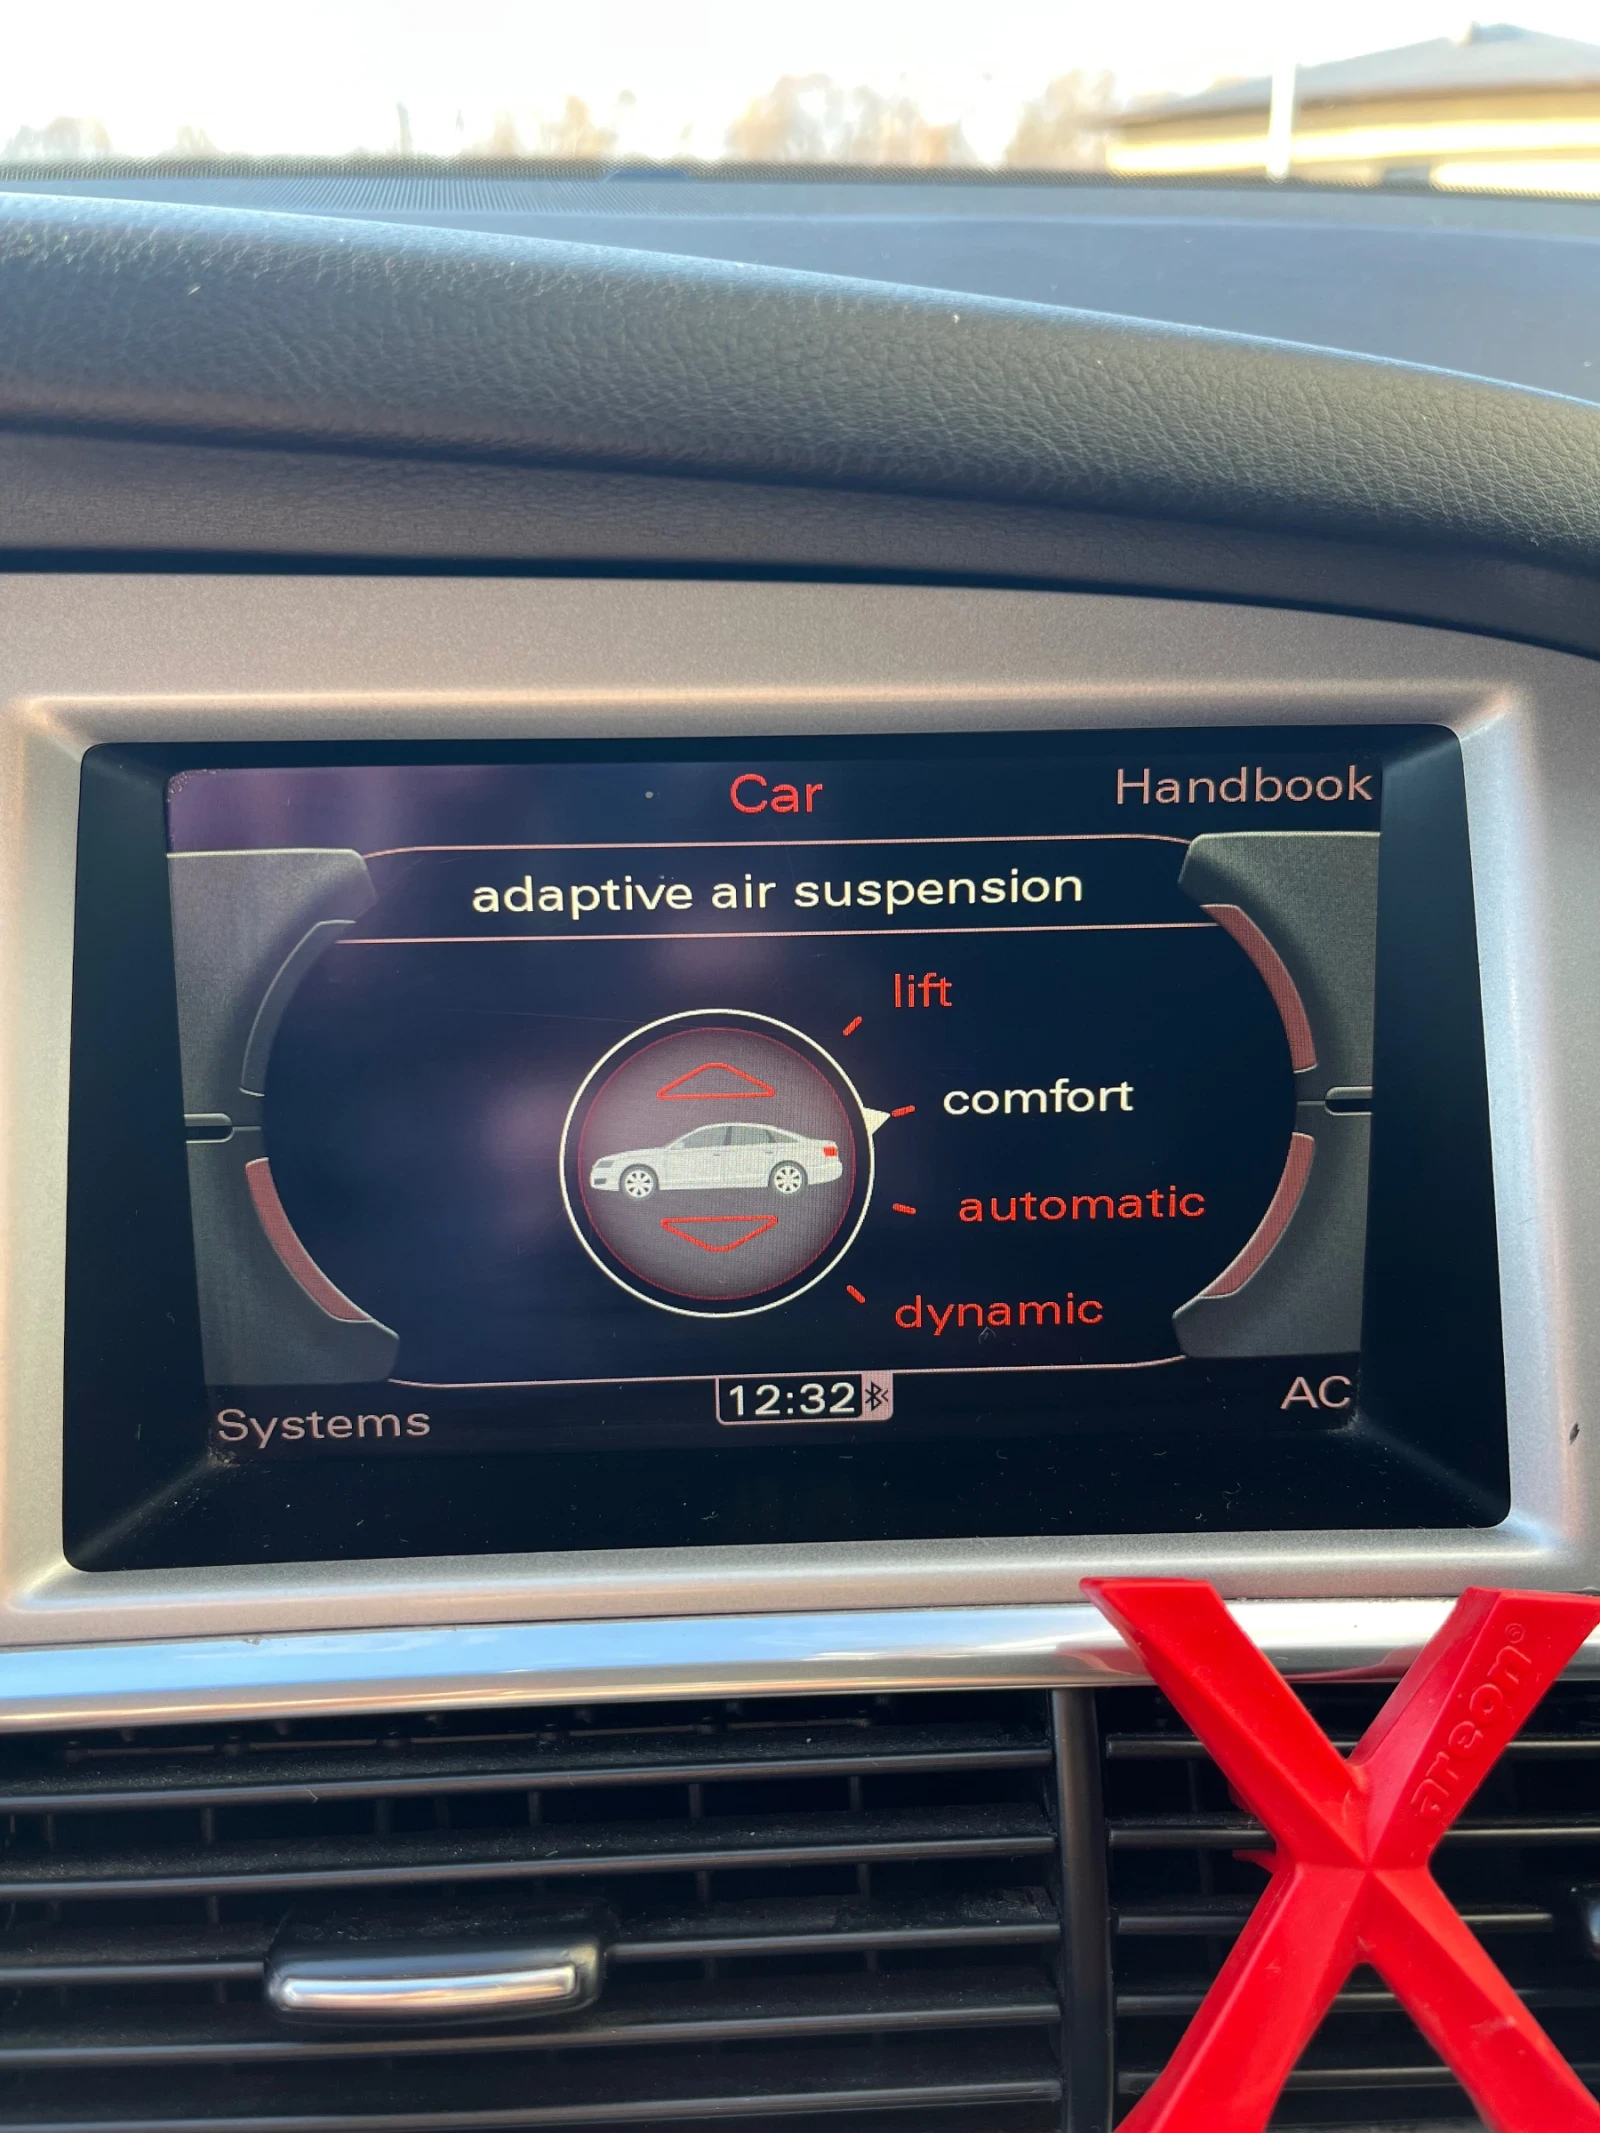 Car
Handbook
adaptive air suspension
lift
comfort
automatic
dynamic
12:32
Systems
AC
areon®